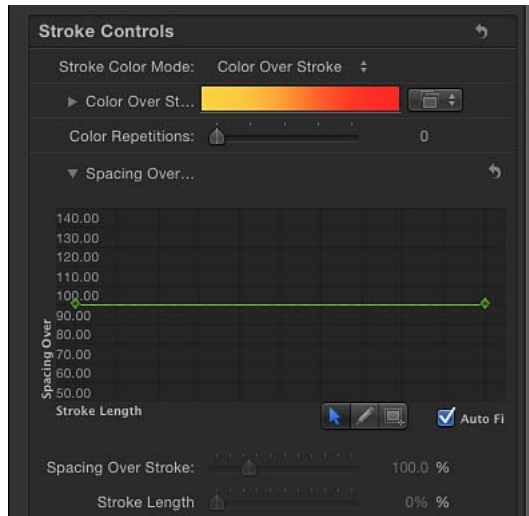 Stroke Controls
Stroke Color Mode: Color Over Stroke
Color Over St...
Color Repetitions: 0
Spacing Over...
140.00
130.00
120.00
110.00
100.00
90.00
80.00
70.00
60.00
50.00
Spacing Over
Stroke Length
Auto Fi
Spacing Over Stroke: 100.0 %
Stroke Length 0% %